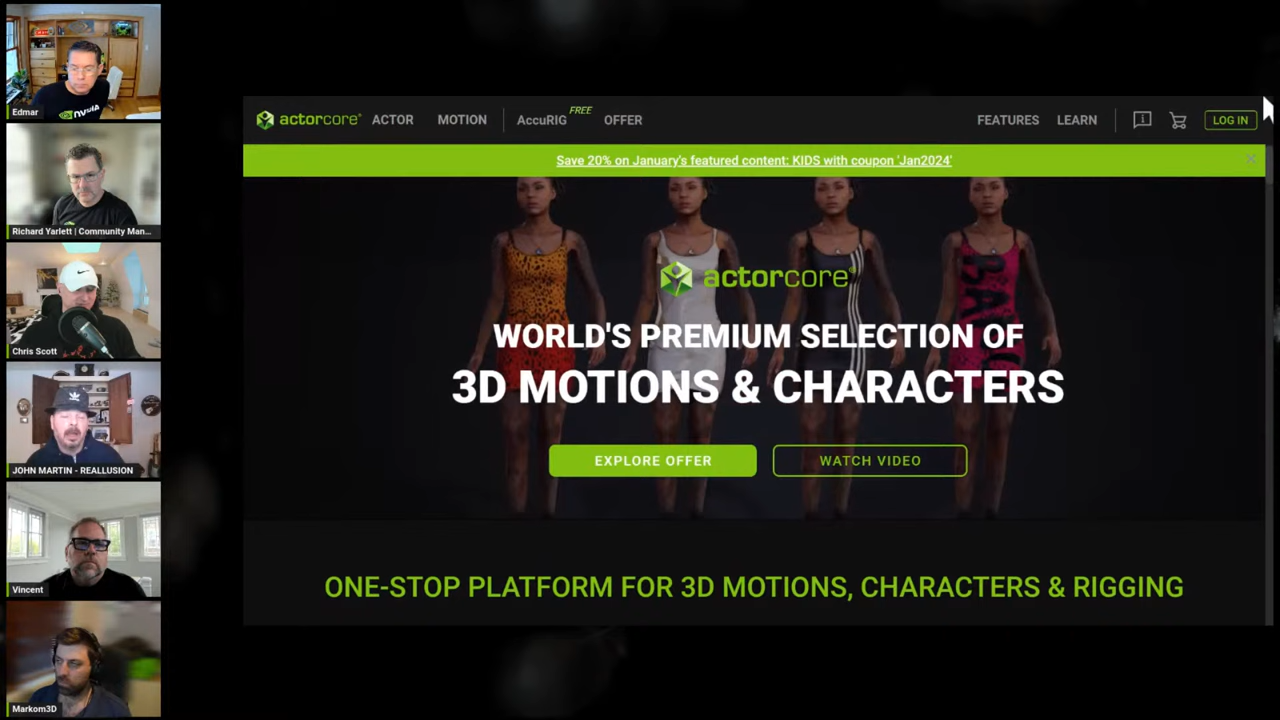 Edmar
NVIDIA
Richard Yarlett | Community Man...
Chris Scott
JOHN MARTIN - REALLUSION
Vincent
Markom3D
actorcore® ACTOR MOTION AccuRIG FREE OFFER FEATURES LEARN LOG IN
Save 20% on January's featured content: KIDS with coupon 'Jan2024'
actorcore®
WORLD'S PREMIUM SELECTION OF
3D MOTIONS & CHARACTERS
EXPLORE OFFER WATCH VIDEO
ONE-STOP PLATFORM FOR 3D MOTIONS, CHARACTERS & RIGGING